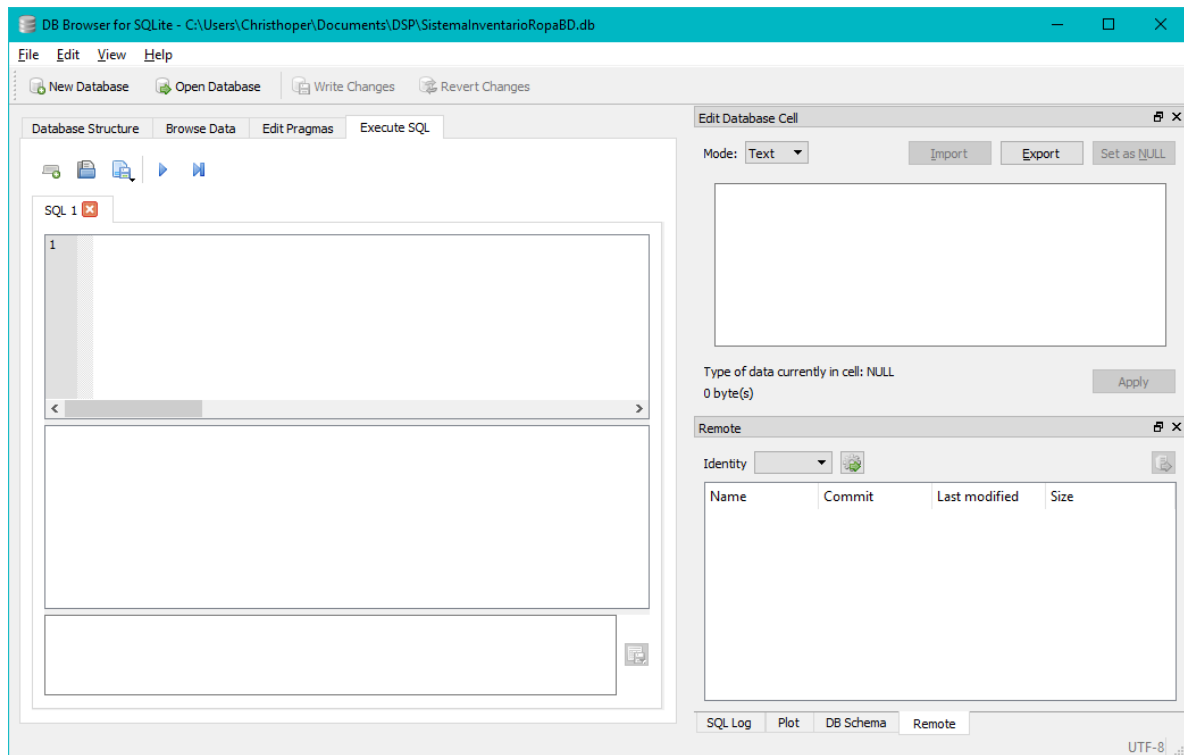 DB Browser for SQLite - C:\Users\Christhoper\Documents\DSP\SistemaInventarioRopaBD.db
File Edit View Help
New Database Open Database Write Changes Revert Changes
Database Structure Browse Data Edit Pragmas Execute SQL
SQL 1
1
Edit Database Cell
Mode: Text Import Export Set as NULL
Type of data currently in cell: NULL
0 byte(s)
Apply
Remote
Identity
Name Commit Last modified Size
SQL Log Plot DB Schema Remote
UTF-8